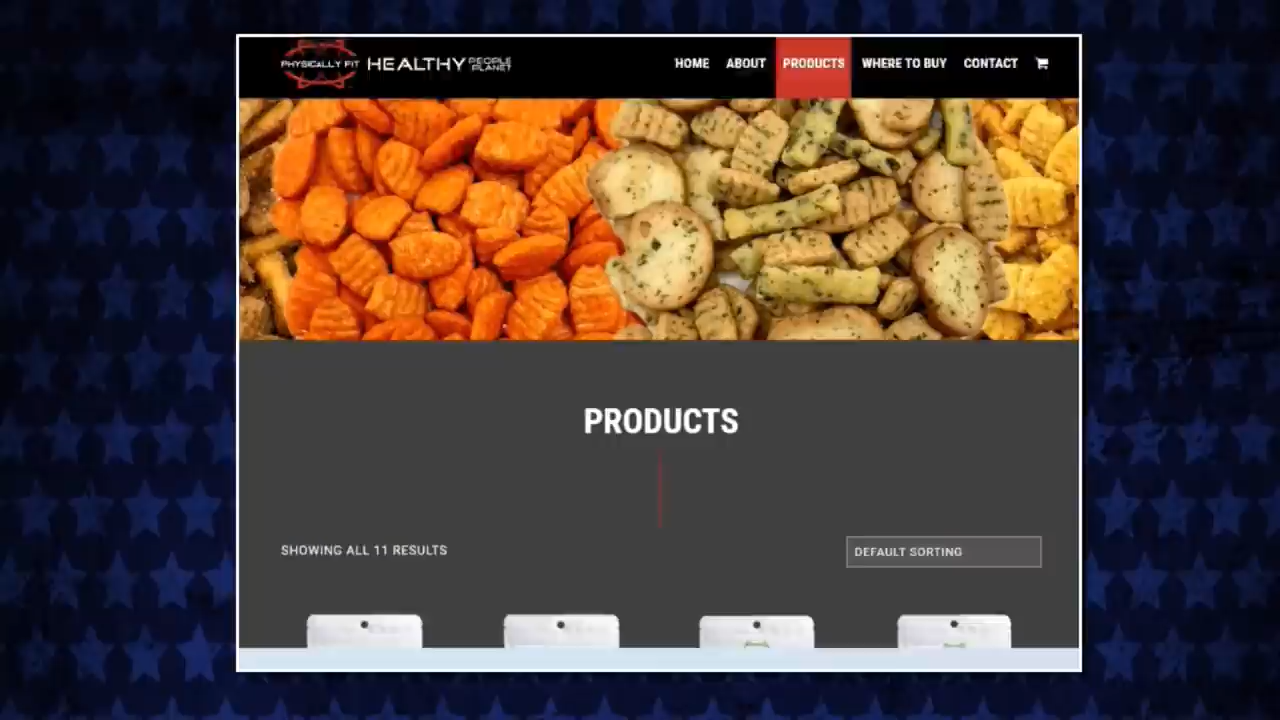 PHYSICALLY FIT HEALTHY PEOPLE PLANET
HOME ABOUT PRODUCTS WHERE TO BUY CONTACT
PRODUCTS
SHOWING ALL 11 RESULTS
DEFAULT SORTING